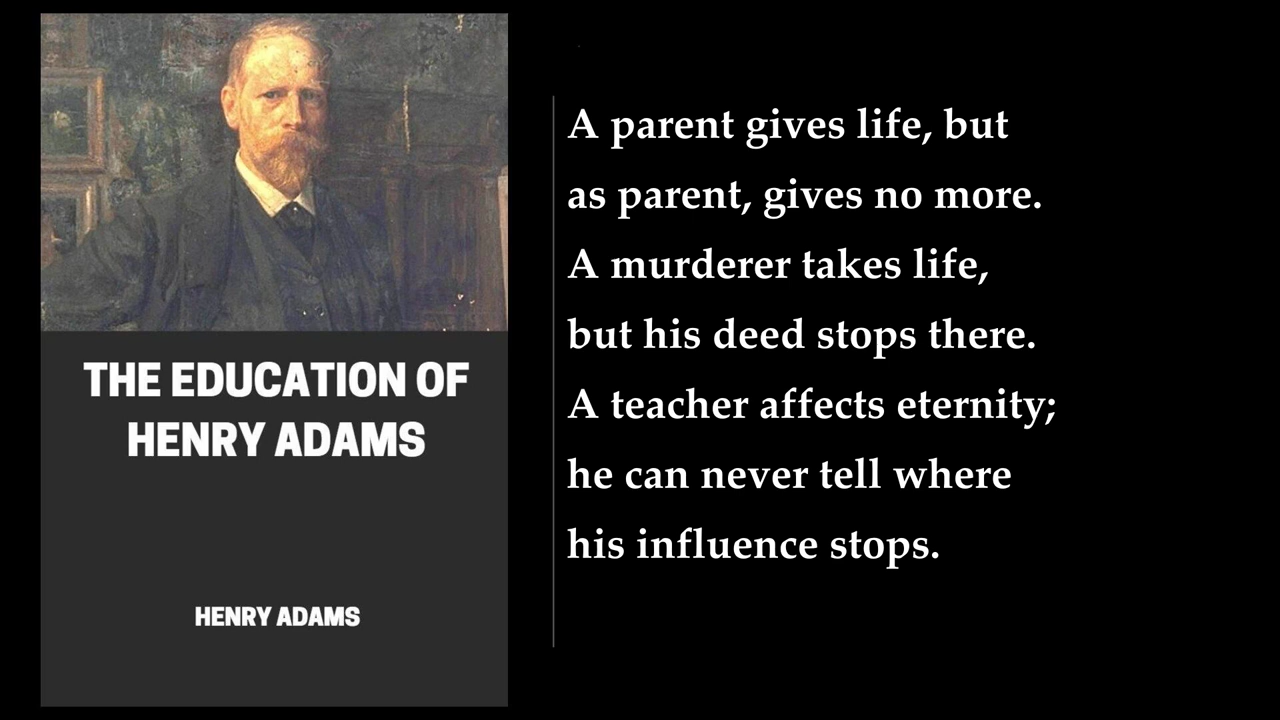 THE EDUCATION OF
HENRY ADAMS
HENRY ADAMS
A parent gives life, but
as parent, gives no more.
A murderer takes life,
but his deed stops there.
A teacher affects eternity;
he can never tell where
his influence stops.